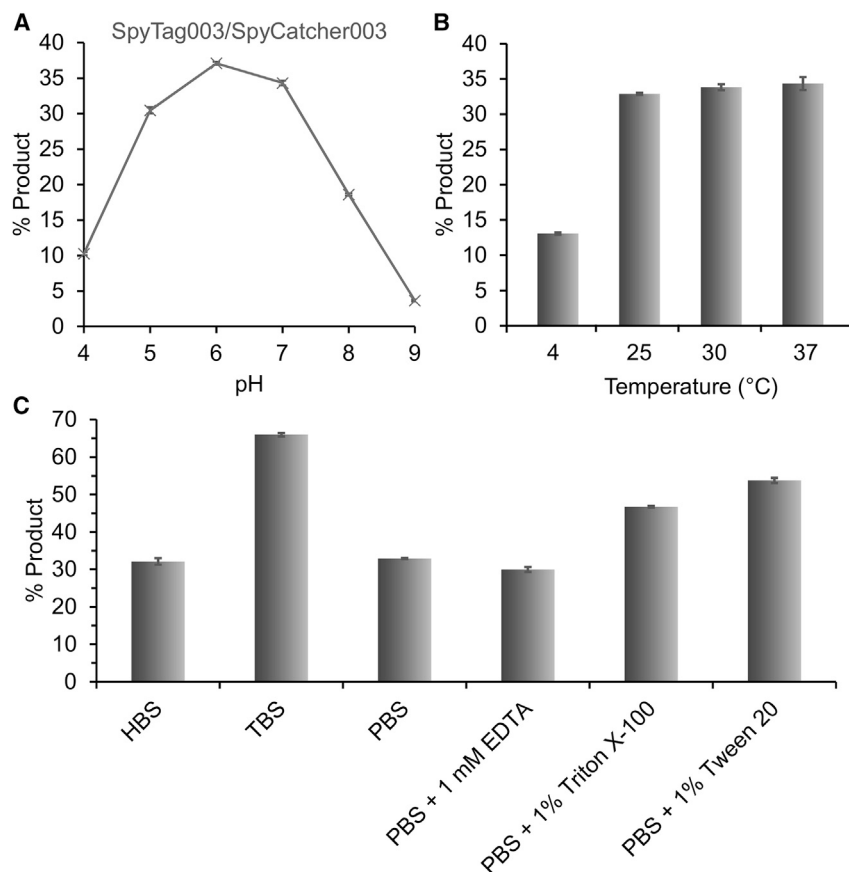 A
SpyTag003/SpyCatcher003
% Product
40
35
30
25
20
15
10
5
0
4 5 6 7 8 9
pH
B
% Product
40
35
30
25
20
15
10
5
0
4 25 30 37
Temperature (°C)
C
% Product
70
60
50
40
30
20
10
0
HBS
TBS
PBS
PBS + 1 mM EDTA
PBS + 1% Triton X-100
PBS + 1% Tween 20